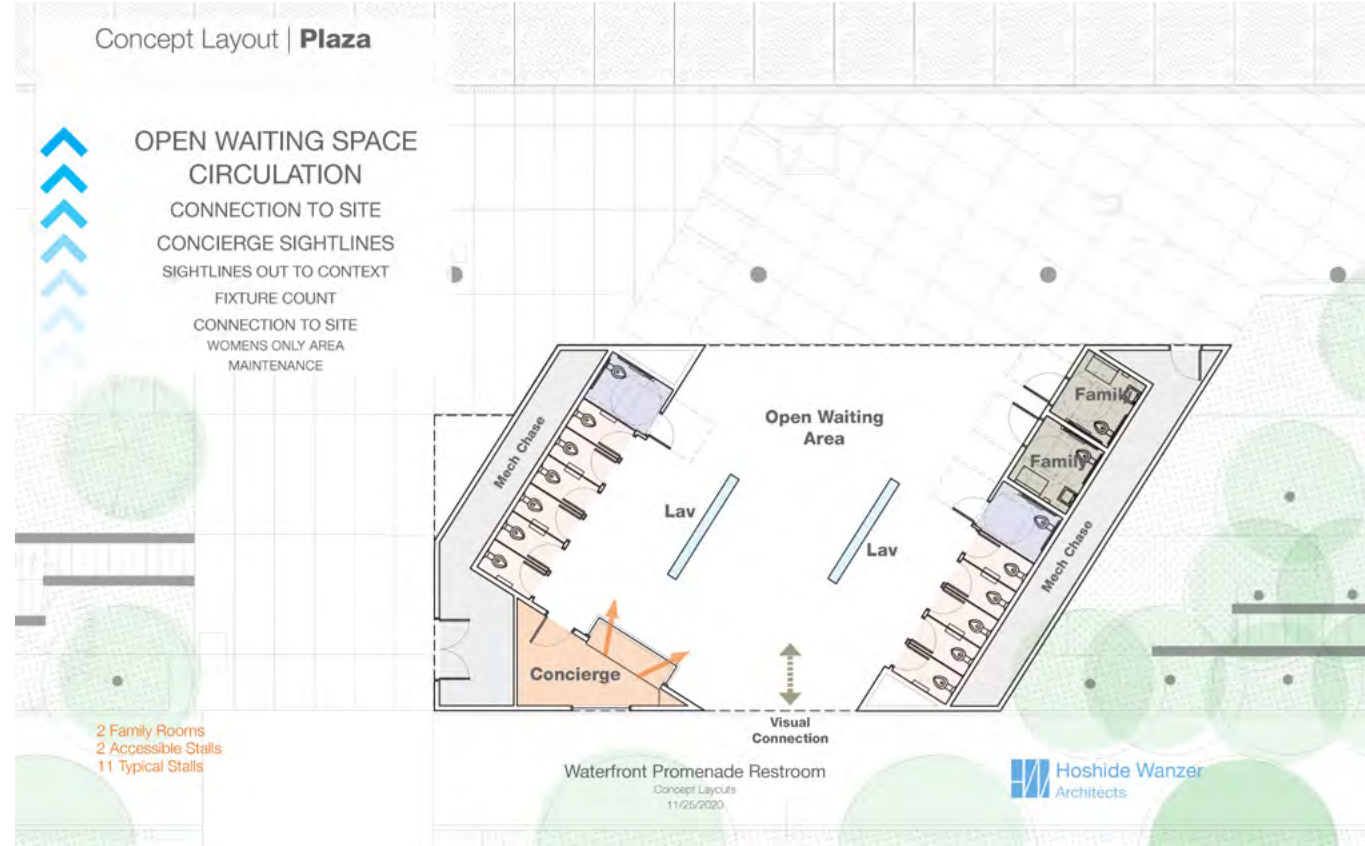 Concept Layout | Plaza
OPEN WAITING SPACE
CIRCULATION
CONNECTION TO SITE
CONCIERGE SIGHTLINES
SIGHTLINES OUT TO CONTEXT
FIXTURE COUNT
CONNECTION TO SITE
WOMENS ONLY AREA
MAINTENANCE
Mech Chase
Open Waiting
Area
Family
Family
Lav
Lav
Mech Chase
Concierge
Visual
Connection
2 Family Rooms
2 Accessible Stalls
11 Typical Stalls
Waterfront Promenade Restroom
Concept Layouts
11/25/2020
Hoshide Wanzer
Architects